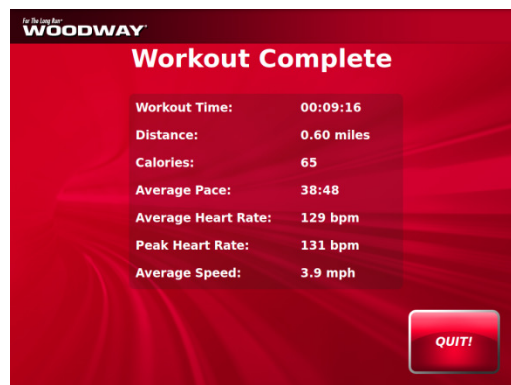 For The Long Run®
WOODWAY
Workout Complete
Workout Time: 00:09:16
Distance: 0.60 miles
Calories: 65
Average Pace: 38:48
Average Heart Rate: 129 bpm
Peak Heart Rate: 131 bpm
Average Speed: 3.9 mph
QUIT!